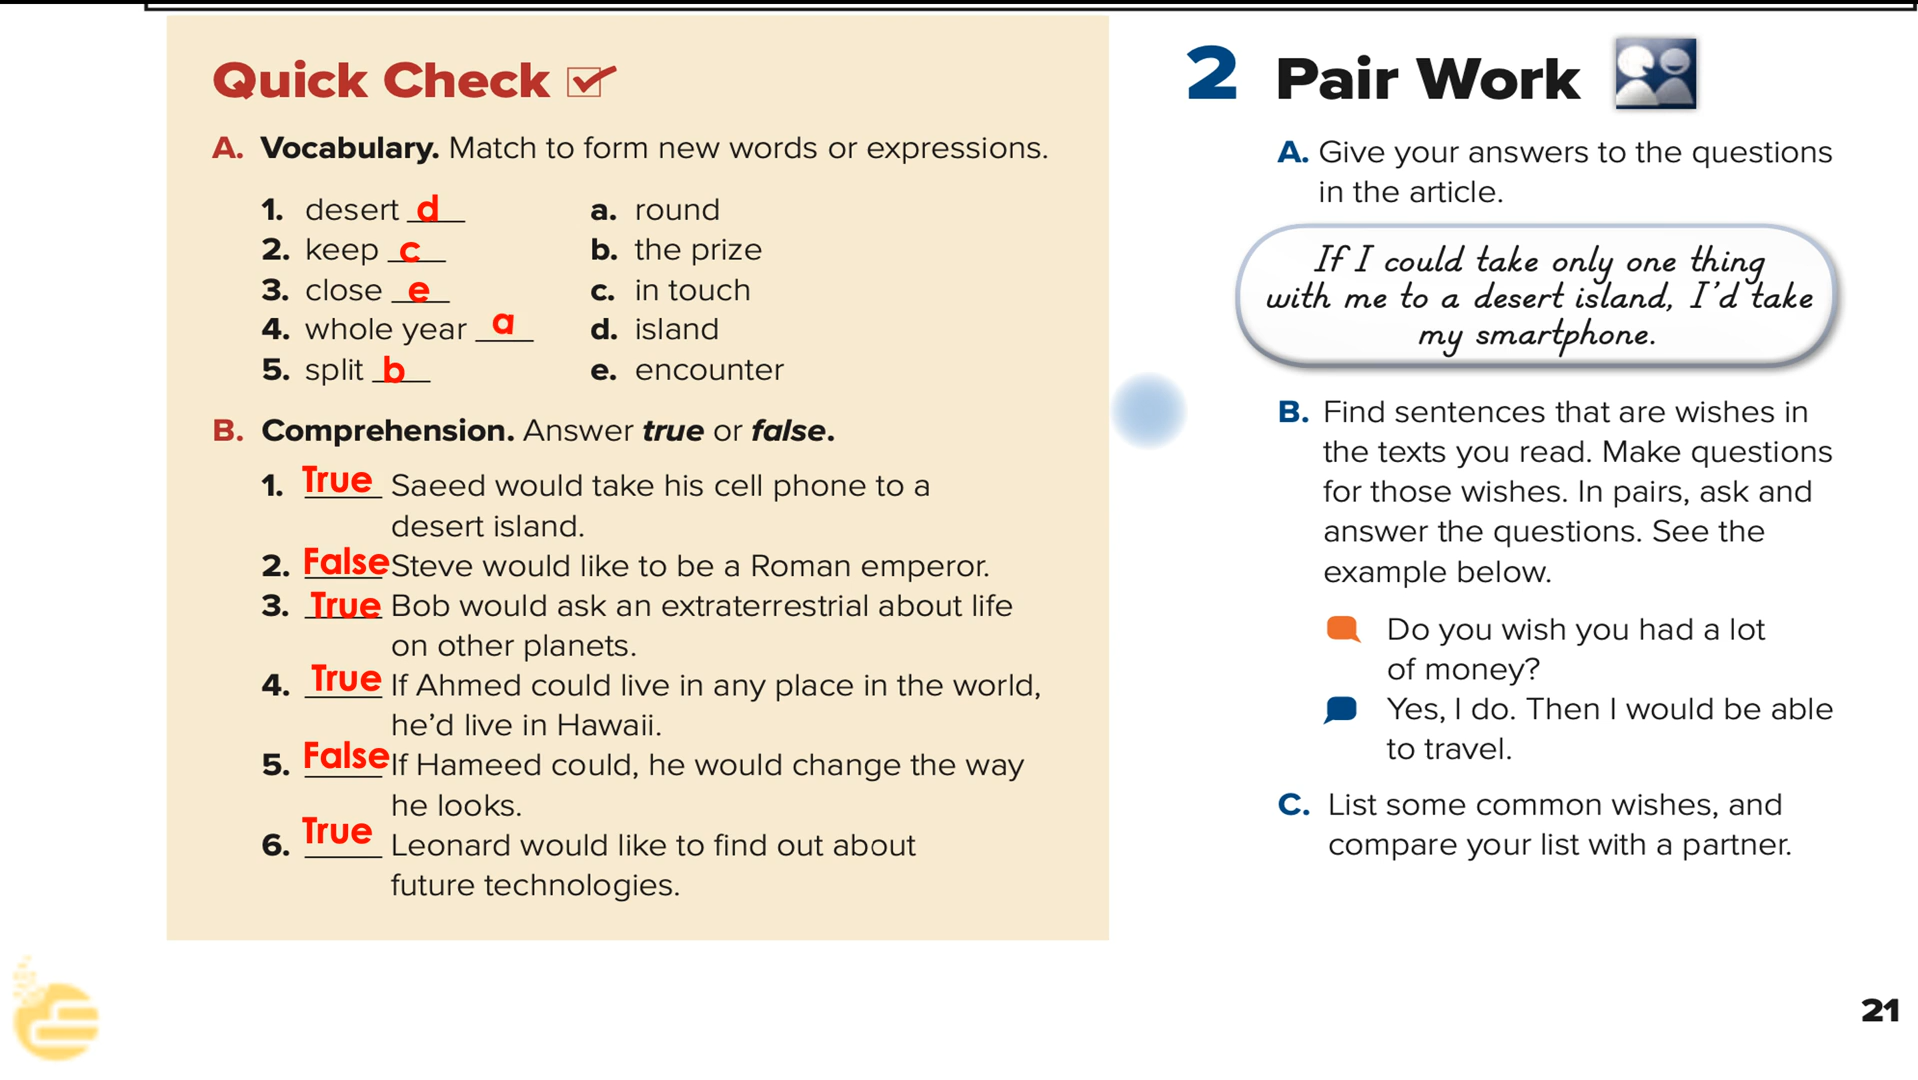 Quick Check
A. Vocabulary. Match to form new words or expressions.
1. desert d
2. keep c
3. close e
4. whole year a
5. split b
a. round
b. the prize
c. in touch
d. island
e. encounter
B. Comprehension. Answer true or false.
1. True Saeed would take his cell phone to a
desert island.
2. False Steve would like to be a Roman emperor.
3. True Bob would ask an extraterrestrial about life
on other planets.
4. True If Ahmed could live in any place in the world,
he'd live in Hawaii.
5. False If Hameed could, he would change the way
he looks.
6. True Leonard would like to find out about
future technologies.
2 Pair Work
A. Give your answers to the questions
in the article.
If I could take only one thing
with me to a desert island, I'd take
my smartphone.
B. Find sentences that are wishes in
the texts you read. Make questions
for those wishes. In pairs, ask and
answer the questions. See the
example below.
Do you wish you had a lot
of money?
Yes, I do. Then I would be able
to travel.
C. List some common wishes, and
compare your list with a partner.
21